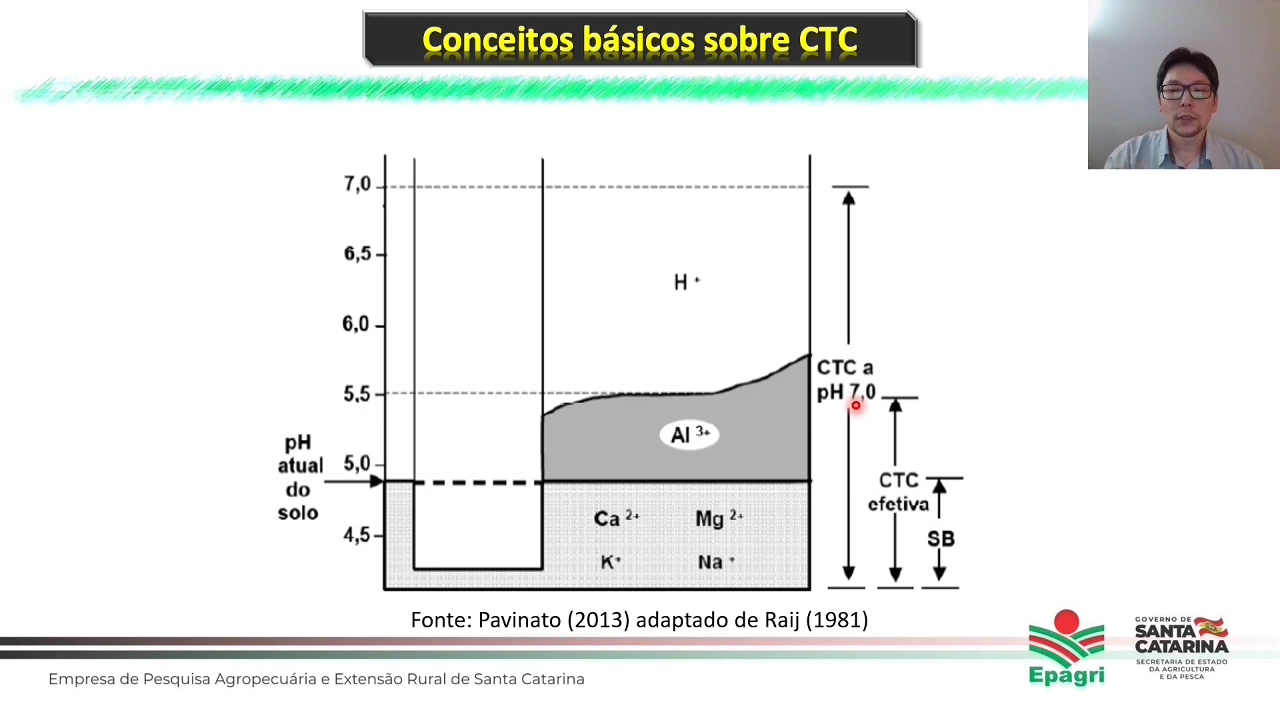 Conceitos básicos sobre CTC
7,0
6,5
H +
6,0
CTC a
pH 7,0
5,5
Al 3+
pH
atual
do
solo
5,0
CTC
efetiva
Ca 2+ Mg 2+
4,5
SB
K+ Na +
Fonte: Pavinato (2013) adaptado de Raij (1981)
Empresa de Pesquisa Agropecuária e Extensão Rural de Santa Catarina
Epagri
GOVERNO DE
SANTA
CATARINA
SECRETARIA DE ESTADO
DA AGRICULTURA
E DA PESCA